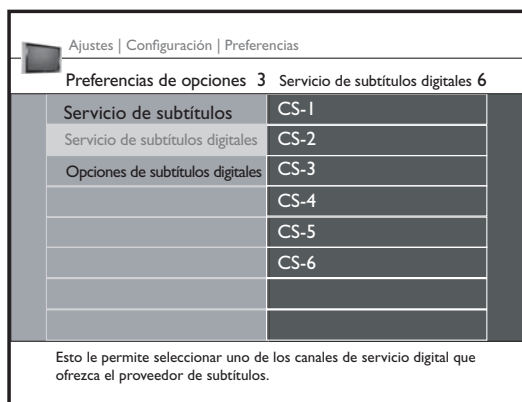 Ajustes | Configuración | Preferencias
Preferencias de opciones 3 Servicio de subtítulos digitales 6
Servicio de subtítulos CS-1
Servicio de subtítulos digitales CS-2
Opciones de subtítulos digitales CS-3
CS-4
CS-5
CS-6
Esto le permite seleccionar uno de los canales de servicio digital que
ofrezca el proveedor de subtítulos.